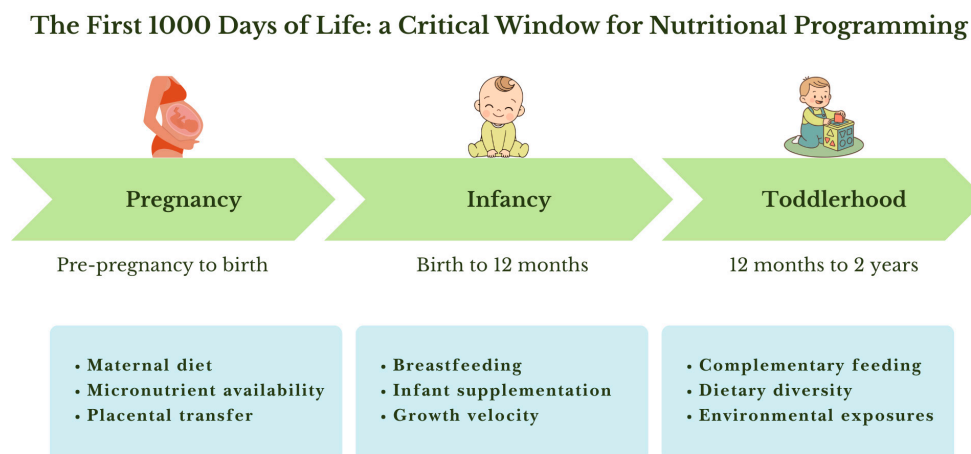 The First 1000 Days of Life: a Critical Window for Nutritional Programming
Pregnancy
Infancy
Toddlerhood
Pre-pregnancy to birth
Birth to 12 months
12 months to 2 years
• Maternal diet
• Micronutrient availability
• Placental transfer
• Breastfeeding
• Infant supplementation
• Growth velocity
• Complementary feeding
• Dietary diversity
• Environmental exposures